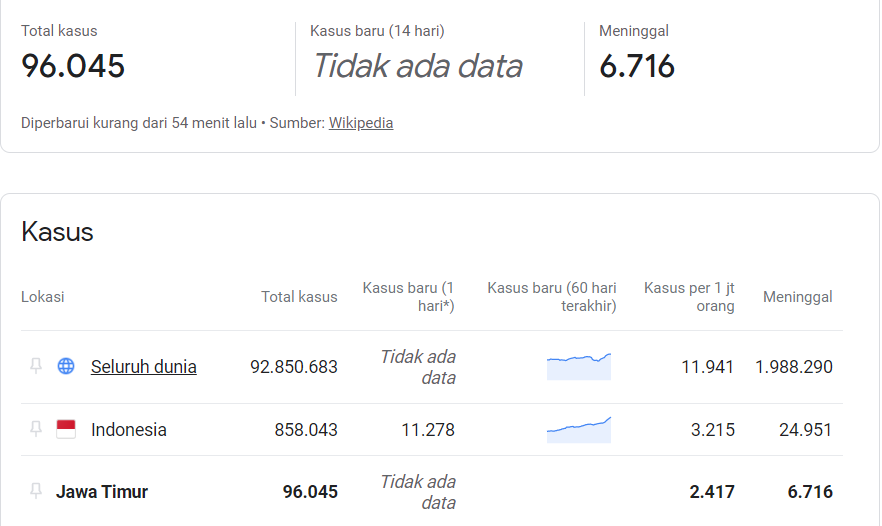 Total kasus
Kasus baru (14 hari)
Meninggal
96.045
Tidak ada data
6.716
Diperbarui kurang dari 54 menit lalu • Sumber: Wikipedia
Kasus
Lokasi
Total kasus
Kasus baru (1
hari*)
Kasus baru (60 hari
terakhir)
Kasus per 1 jt
orang
Meninggal
Seluruh dunia
92.850.683
Tidak ada
data
11.941
1.988.290
Indonesia
858.043
11.278
3.215
24.951
Jawa Timur
96.045
Tidak ada
data
2.417
6.716